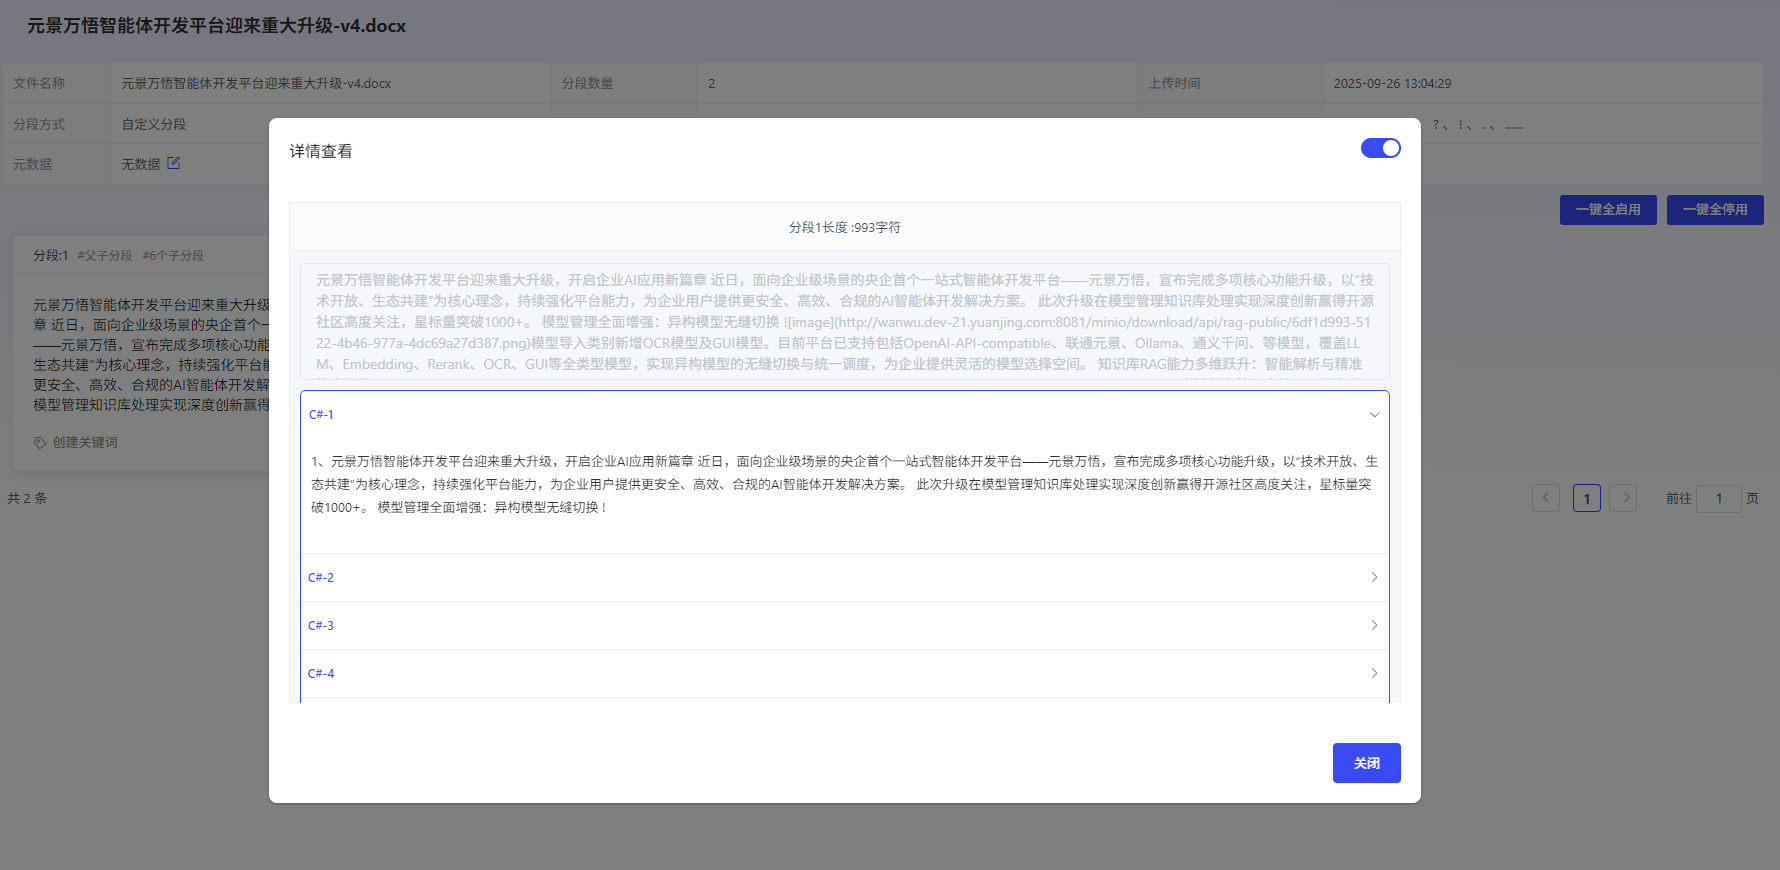 元景万悟智能体开发平台迎来重大升级-v4.docx
文件名称 元景万悟智能体开发平台迎来重大升级-v4.docx 分段数量 2 上传时间 2025-09-26 13:04:29
分段方式 自定义分段 ？、！、.、......
元数据 无数据
一键全启用 一键全停用
分段:1 #父子分段 #6个子分段
元景万悟智能体开发平台迎来重大升级
章 近日，面向企业级场景的央企首个一
——元景万悟，宣布完成多项核心功能
生态共建”为核心理念，持续强化平台能
更安全、高效、合规的AI智能体开发解
模型管理知识库处理实现深度创新赢得
创建关键词
共 2 条
1 前往 1 页
详情查看
分段1长度 :993字符
元景万悟智能体开发平台迎来重大升级，开启企业AI应用新篇章 近日，面向企业级场景的央企首个一站式智能体开发平台——元景万悟，宣布完成多项核心功能升级，以“技
术开放、生态共建”为核心理念，持续强化平台能力，为企业用户提供更安全、高效、合规的AI智能体开发解决方案。 此次升级在模型管理知识库处理实现深度创新赢得开源
社区高度关注，星标量突破1000+。 模型管理全面增强：异构模型无缝切换 ![image](http://wanwu.dev-21.yuanjing.com:8081/minio/download/api/rag-public/6df1d993-51
22-4b46-977a-4dc69a27d387.png)模型导入类别新增OCR模型及GUI模型。目前平台已支持包括OpenAI-API-compatible、联通元景、Ollama、通义千问、等模型，覆盖LL
M、Embedding、Rerank、OCR、GUI等全类型模型，实现异构模型的无缝切换与统一调度，为企业提供灵活的模型选择空间。 知识库RAG能力多维跃升：智能解析与精准
C#-1
1、元景万悟智能体开发平台迎来重大升级，开启企业AI应用新篇章 近日，面向企业级场景的央企首个一站式智能体开发平台——元景万悟，宣布完成多项核心功能升级，以“技术开放、生
态共建”为核心理念，持续强化平台能力，为企业用户提供更安全、高效、合规的AI智能体开发解决方案。 此次升级在模型管理知识库处理实现深度创新赢得开源社区高度关注，星标量突
破1000+。 模型管理全面增强：异构模型无缝切换 !
C#-2
C#-3
C#-4
关闭